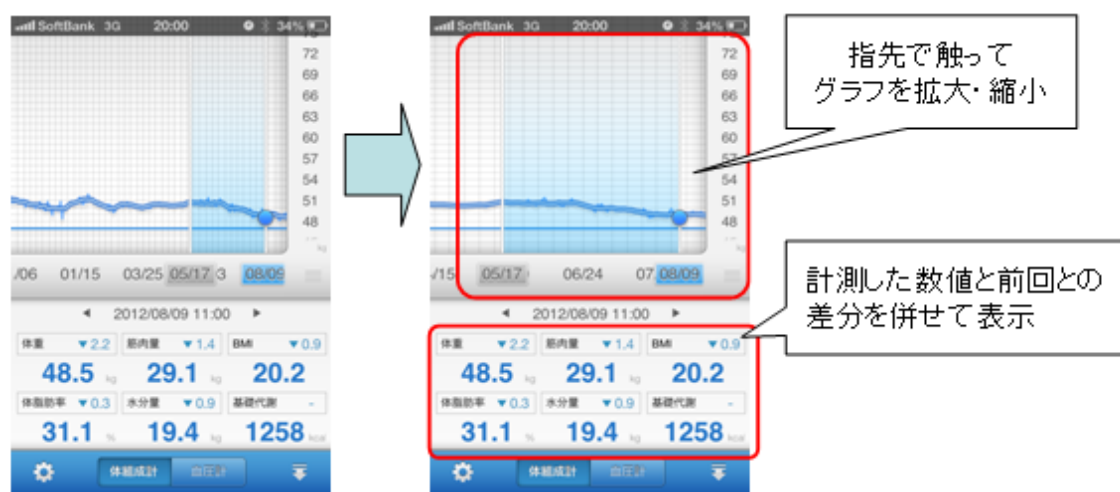 SoftBank 3G 20:00 34%
72
69
66
63
60
57
54
51
48
kg
/06 01/15 03/25 05/17 3 08/09
2012/08/09 11:00
体重 ▼2.2 筋肉量 ▼1.4 BMI ▼0.9
48.5 kg 29.1 kg 20.2
体脂肪率 ▼0.3 水分量 ▼0.9 基礎代謝 -
31.1 % 19.4 kg 1258 kcal
体組成計 血圧計
SoftBank 3G 20:00 34%
72
69
66
63
60
57
54
51
48
kg
/15 05/17 06/24 07 08/09
2012/08/09 11:00
体重 ▼2.2 筋肉量 ▼1.4 BMI ▼0.9
48.5 kg 29.1 kg 20.2
体脂肪率 ▼0.3 水分量 ▼0.9 基礎代謝 -
31.1 % 19.4 kg 1258 kcal
体組成計 血圧計
指先で触って
グラフを拡大・縮小
計測した数値と前回との
差分を併せて表示